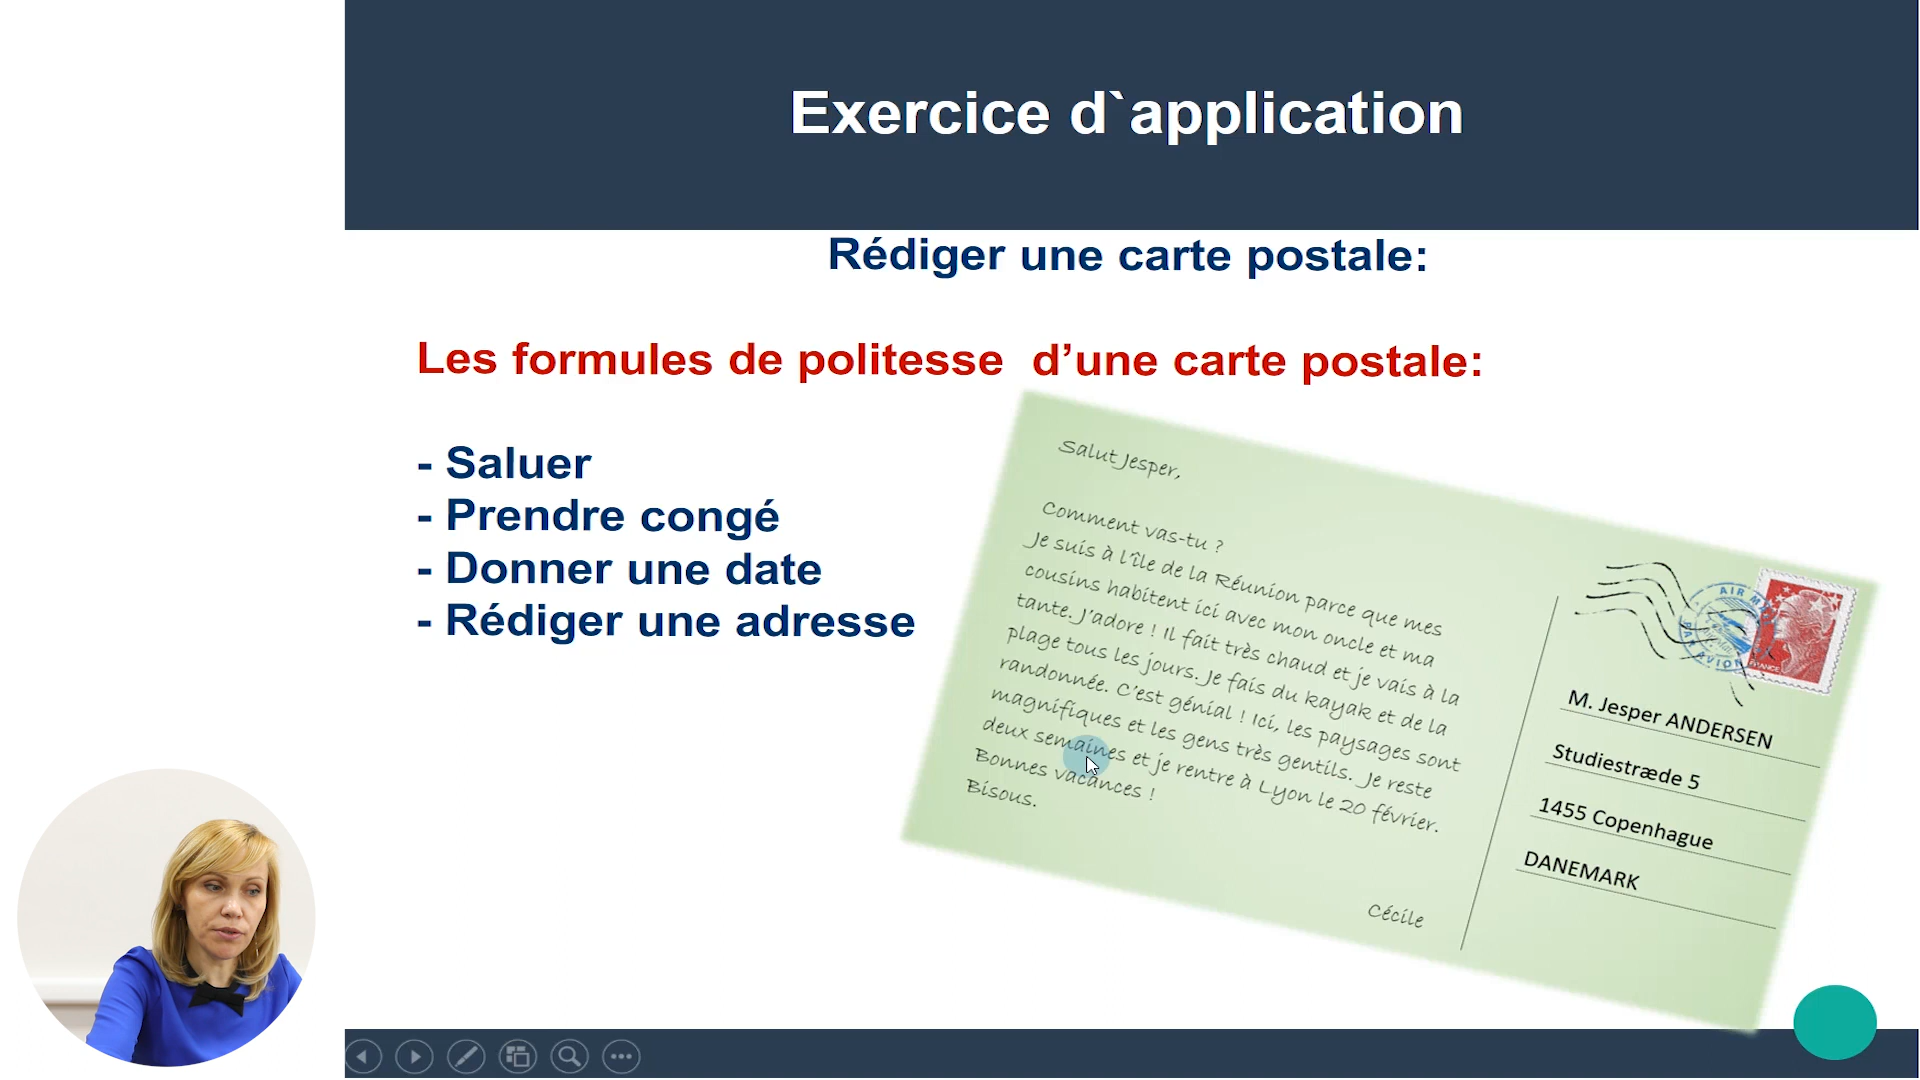 Exercice d`application
Rédiger une carte postale:
Les formules de politesse d’une carte postale:
- Saluer
- Prendre congé
- Donner une date
- Rédiger une adresse
Salut Jesper,
Comment vas-tu ?
Je suis à l'île de la Réunion parce que mes
cousins habitent ici avec mon oncle et ma
tante. J'adore ! Il fait très chaud et je vais à la
plage tous les jours. Je fais du kayak et de la
randonnée. C'est génial ! Ici, les paysages sont
magnifiques et les gens très gentils. Je reste
deux semaines et je rentre à Lyon le 20 février.
Bonnes vacances !
Bisous.
Cécile
AIR M
PAR AVION
FRANCE
M. Jesper ANDERSEN
Studiestræde 5
1455 Copenhague
DANEMARK